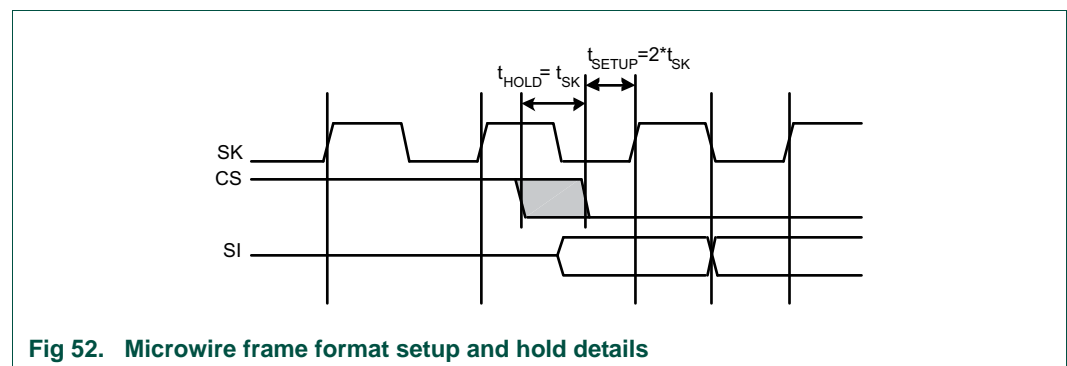 tSETUP=2*tSK
tHOLD= tSK
SK
CS
SI
Fig 52. Microwire frame format setup and hold details